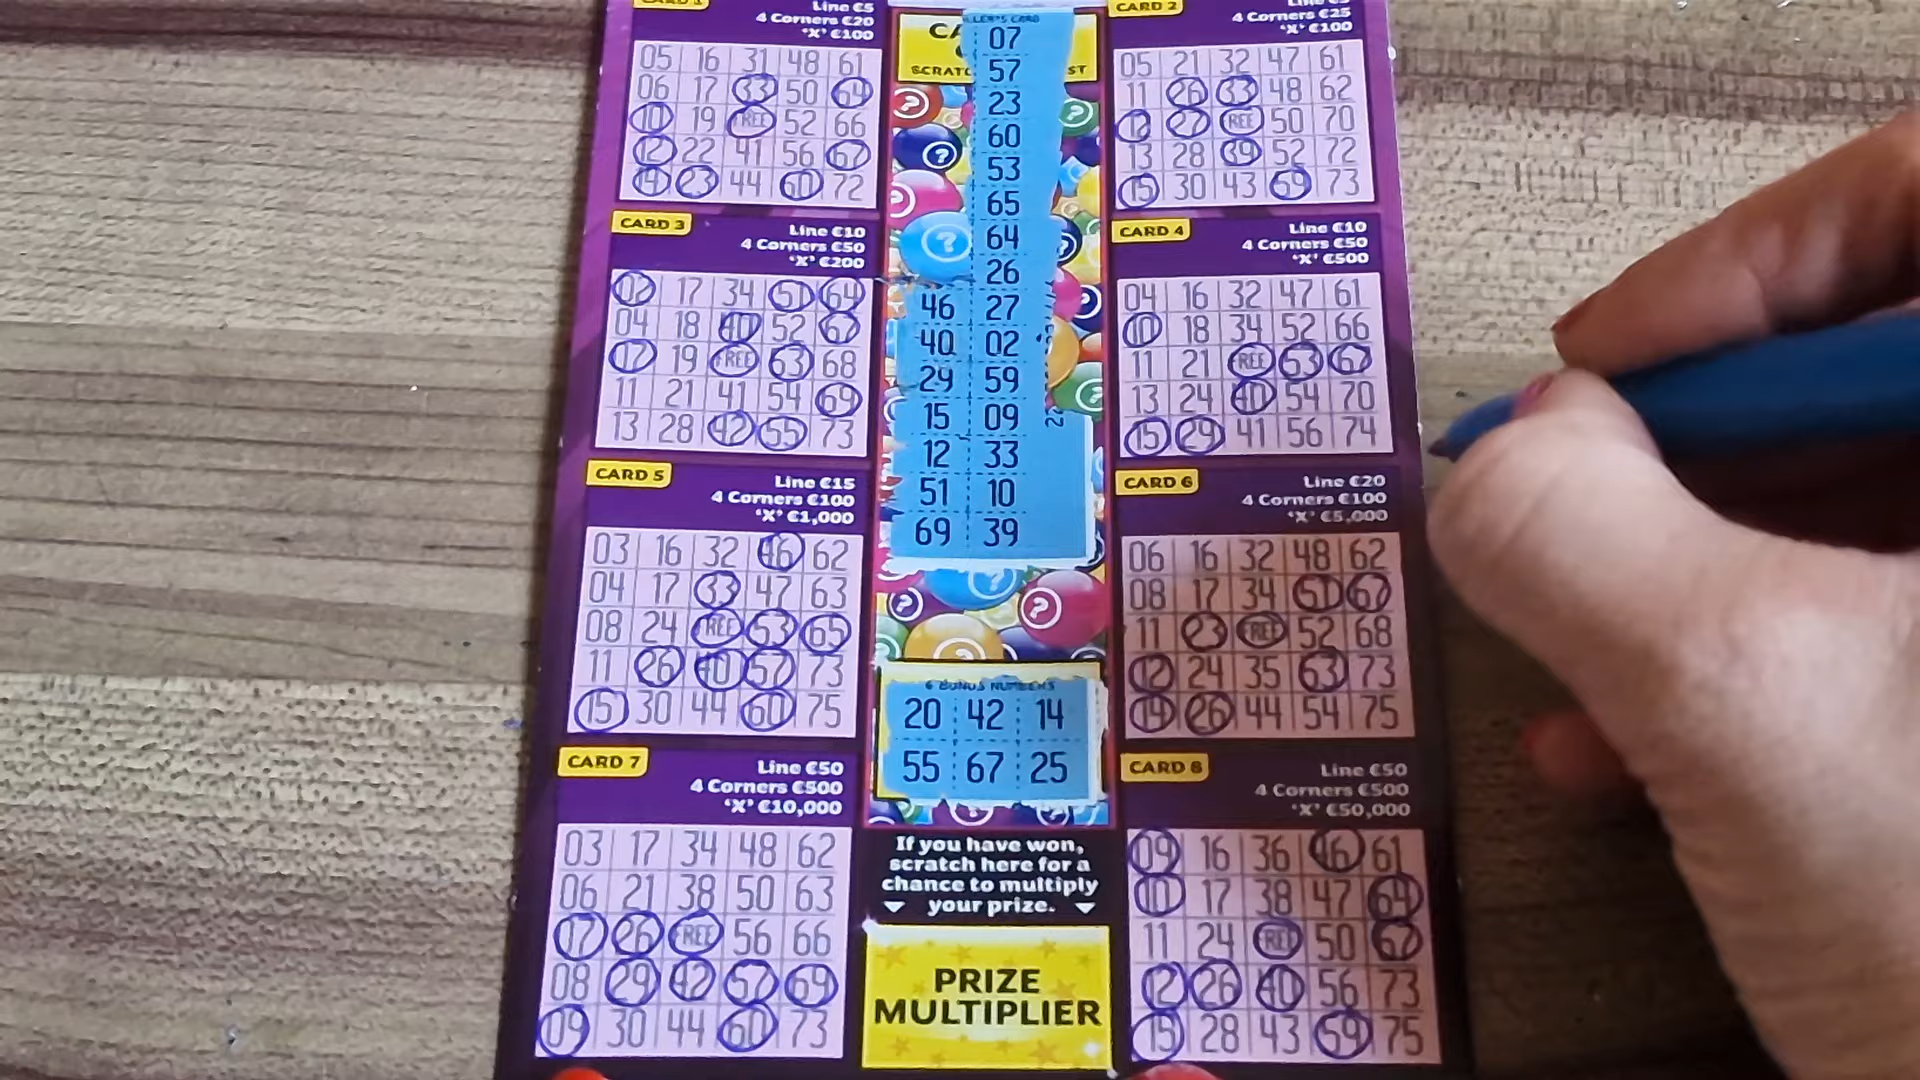 CARD 1
Line €5
4 Corners €20
'X' €100
05 16 31 48 61
06 17 33 50 64
10 19 FREE 52 66
12 22 41 56 67
14 23 44 60 72
CARD 2
4 Corners €25
'X' €100
05 21 32 47 61
11 26 33 48 62
12 27 FREE 50 70
13 28 39 52 72
15 30 43 59 73
CARD 3
Line €10
4 Corners €50
'X' €200
02 17 34 51 64
04 18 40 52 67
07 19 FREE 53 68
11 21 41 54 69
13 28 42 55 73
CARD 4
Line €10
4 Corners €50
'X' €500
04 16 32 47 61
10 18 34 52 66
11 21 FREE 53 67
13 24 40 54 70
15 29 41 56 74
CARD 5
Line €15
4 Corners €100
'X' €1,000
03 16 32 46 62
04 17 33 47 63
08 24 FREE 53 65
11 26 40 57 73
15 30 44 60 75
CARD 6
Line €20
4 Corners €100
'X' €5,000
06 16 32 48 62
08 17 34 51 67
11 23 FREE 52 68
12 24 35 53 73
14 26 44 54 75
CARD 7
Line €50
4 Corners €500
'X' €10,000
03 17 34 48 62
06 21 38 50 63
07 26 FREE 56 66
08 29 42 57 69
09 30 44 60 73
CARD 8
Line €50
4 Corners €500
'X' €50,000
09 16 36 46 61
10 17 38 47 64
11 24 FREE 50 67
12 26 40 56 73
15 28 43 59 75
07
57
23
60
53
65
64
26
46 27
40 02
29 59
15 09
12 33
51 10
69 39
6 BONUS NUMBERS
20 42 14
55 67 25
If you have won,
scratch here for a
chance to multiply
your prize.
PRIZE
MULTIPLIER